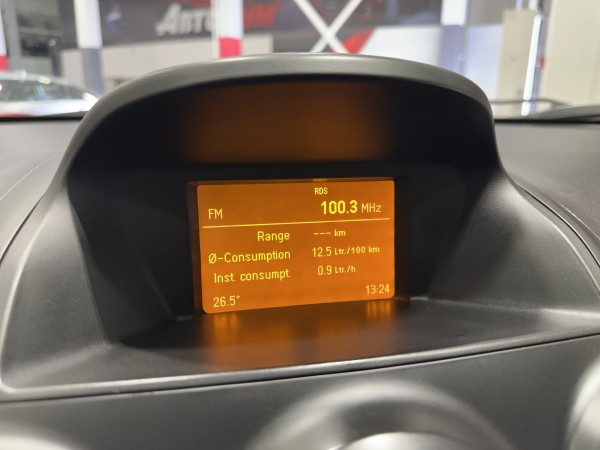 RDS
FM 100.3 MHz
Range --- km
Ø-Consumption 12.5 Ltr./100 km
Inst. consumpt. 0.9 Ltr./h
26.5° 13:24